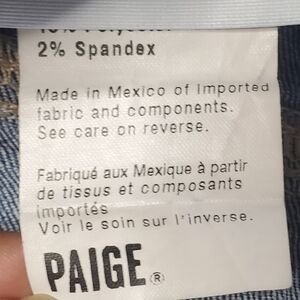 2% Spandex
Made in Mexico of Imported
fabric and components.
See care on reverse.
Fabriqué aux Mexique à partir
de tissus et composants
importés
Voir le soin sur l'inverse.
PAIGE®